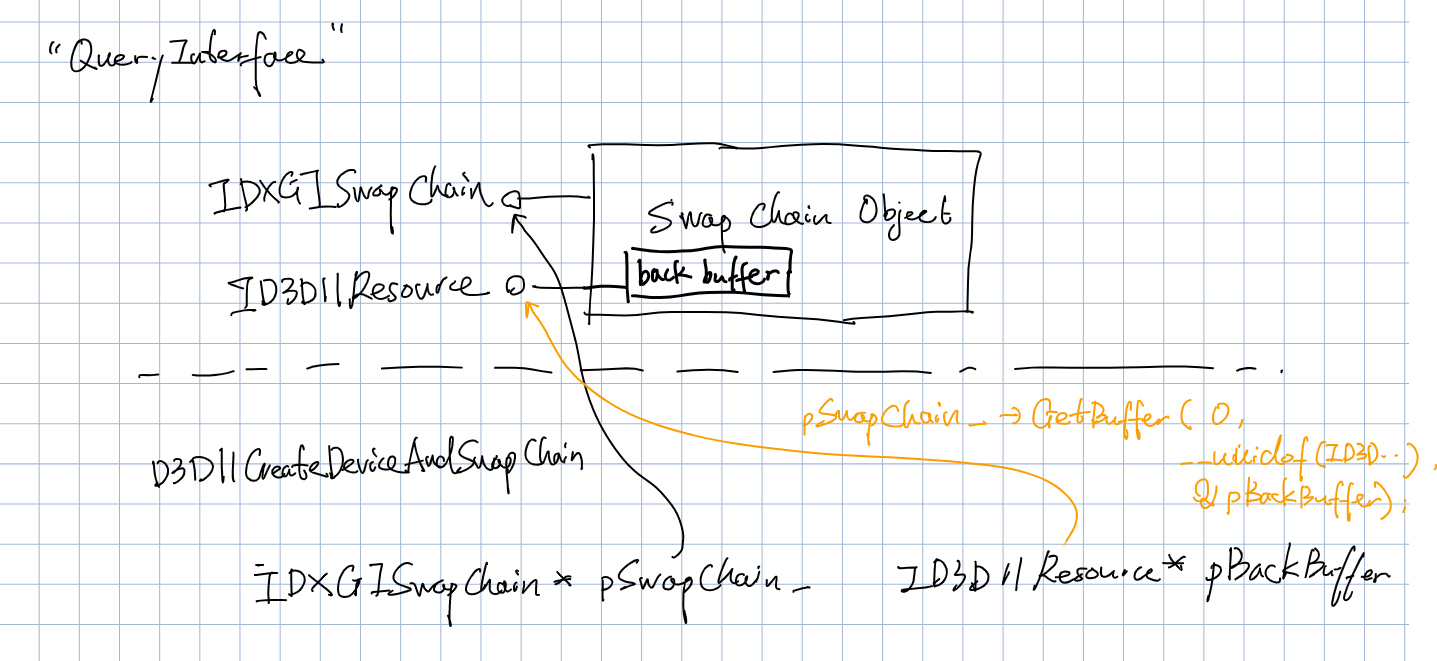 "QueryInterface"
IDXGISwapChain
Swap Chain Object
back buffer
ID3D11Resource
pSwapChain_ → GetBuffer( 0,
__uuidof(ID3D..),
& pBackBuffer);
D3D11CreateDeviceAndSwapChain
IDXGISwapChain* pSwapChain_
ID3D11Resource* pBackBuffer